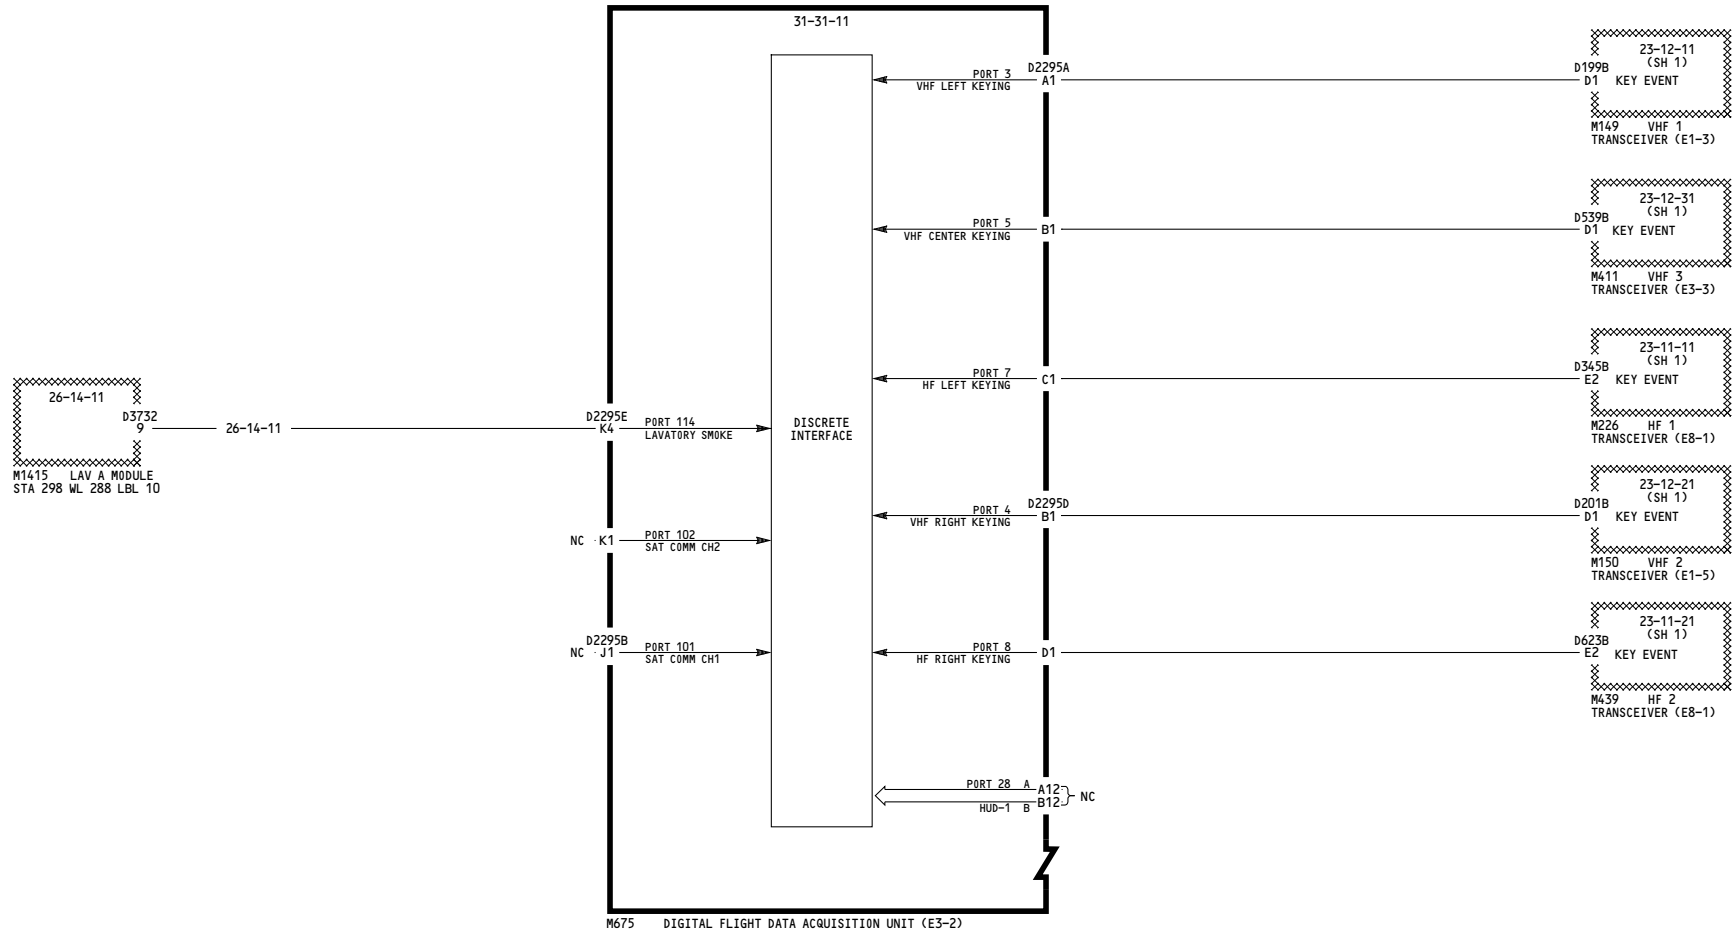 31-31-11
DISCRETE
INTERFACE
26-14-11
D3732
9
26-14-11
M1415 LAV A MODULE
STA 298 WL 288 LBL 10
D2295E
K4
PORT 114
LAVATORY SMOKE
NC K1
PORT 102
SAT COMM CH2
D2295B
NC J1
PORT 101
SAT COMM CH1
PORT 3
VHF LEFT KEYING
D2295A
A1
D199B
D1 KEY EVENT
23-12-11
(SH 1)
M149 VHF 1
TRANSCEIVER (E1-3)
PORT 5
VHF CENTER KEYING
B1
D539B
D1 KEY EVENT
23-12-31
(SH 1)
M411 VHF 3
TRANSCEIVER (E3-3)
PORT 7
HF LEFT KEYING
C1
D345B
E2 KEY EVENT
23-11-11
(SH 1)
M226 HF 1
TRANSCEIVER (E8-1)
PORT 4
VHF RIGHT KEYING
D2295D
B1
D201B
D1 KEY EVENT
23-12-21
(SH 1)
M150 VHF 2
TRANSCEIVER (E1-5)
PORT 8
HF RIGHT KEYING
D1
D623B
E2 KEY EVENT
23-11-21
(SH 1)
M439 HF 2
TRANSCEIVER (E8-1)
PORT 28 A
A12
HUD-1 B
B12
NC
M675 DIGITAL FLIGHT DATA ACQUISITION UNIT (E3-2)